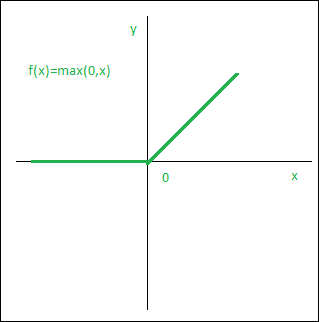 y
f(x)=max(0,x)
0
x